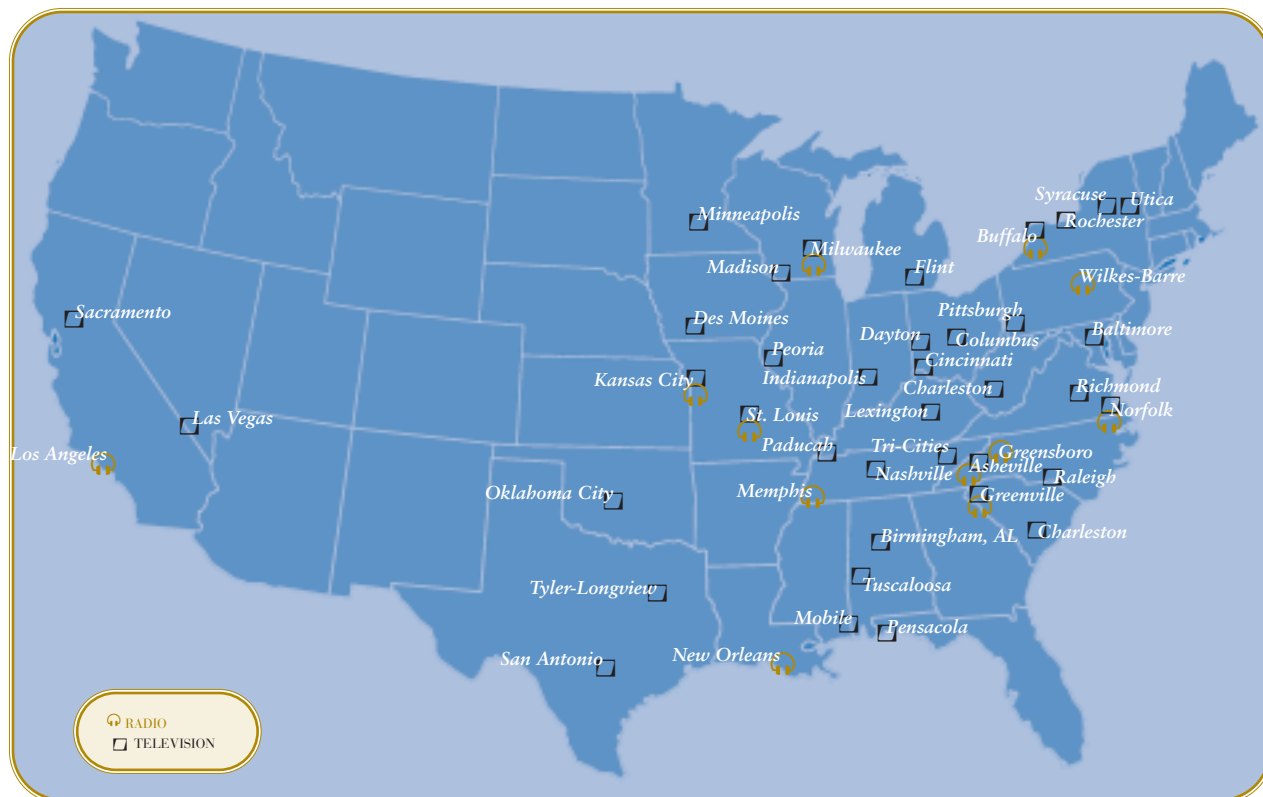 Syracuse
Utica
Minneapolis
Rochester
Buffalo
Milwaukee
Madison
Flint
Wilkes-Barre
Sacramento
Des Moines
Pittsburgh
Baltimore
Dayton
Columbus
Peoria
Cincinnati
Kansas City
Indianapolis
Charleston
Richmond
Las Vegas
St. Louis
Lexington
Norfolk
Los Angeles
Paducah
Tri-Cities
Greensboro
Asheville
Nashville
Raleigh
Oklahoma City
Memphis
Greenville
Birmingham, AL
Charleston
Tyler-Longview
Tuscaloosa
Mobile
Pensacola
San Antonio
New Orleans
RADIO
TELEVISION